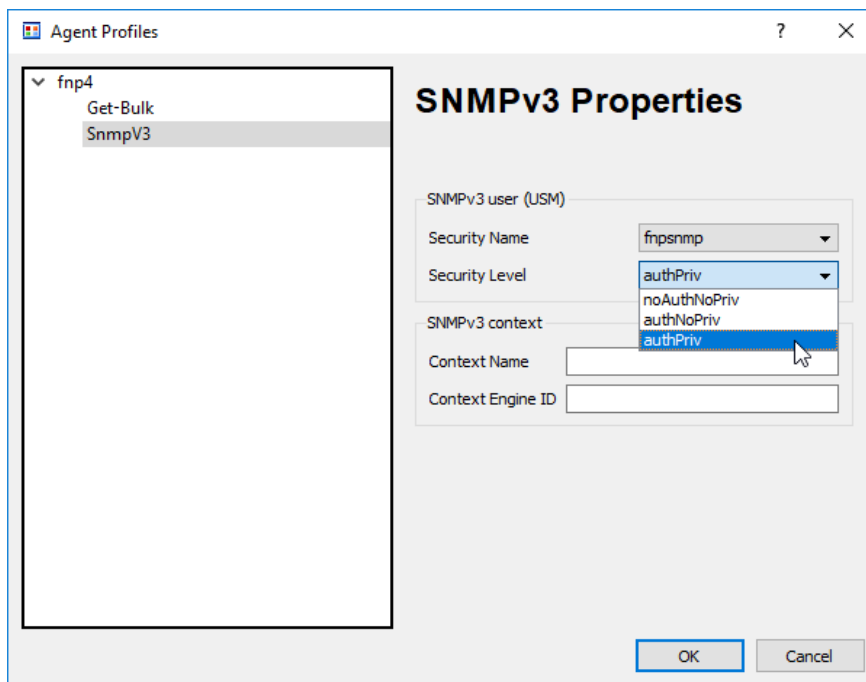 Agent Profiles
?
fnp4
Get-Bulk
SnmpV3
SNMPv3 Properties
SNMPv3 user (USM)
Security Name fnpsnmp
Security Level authPriv
noAuthNoPriv
authNoPriv
authPriv
SNMPv3 context
Context Name
Context Engine ID
OK Cancel